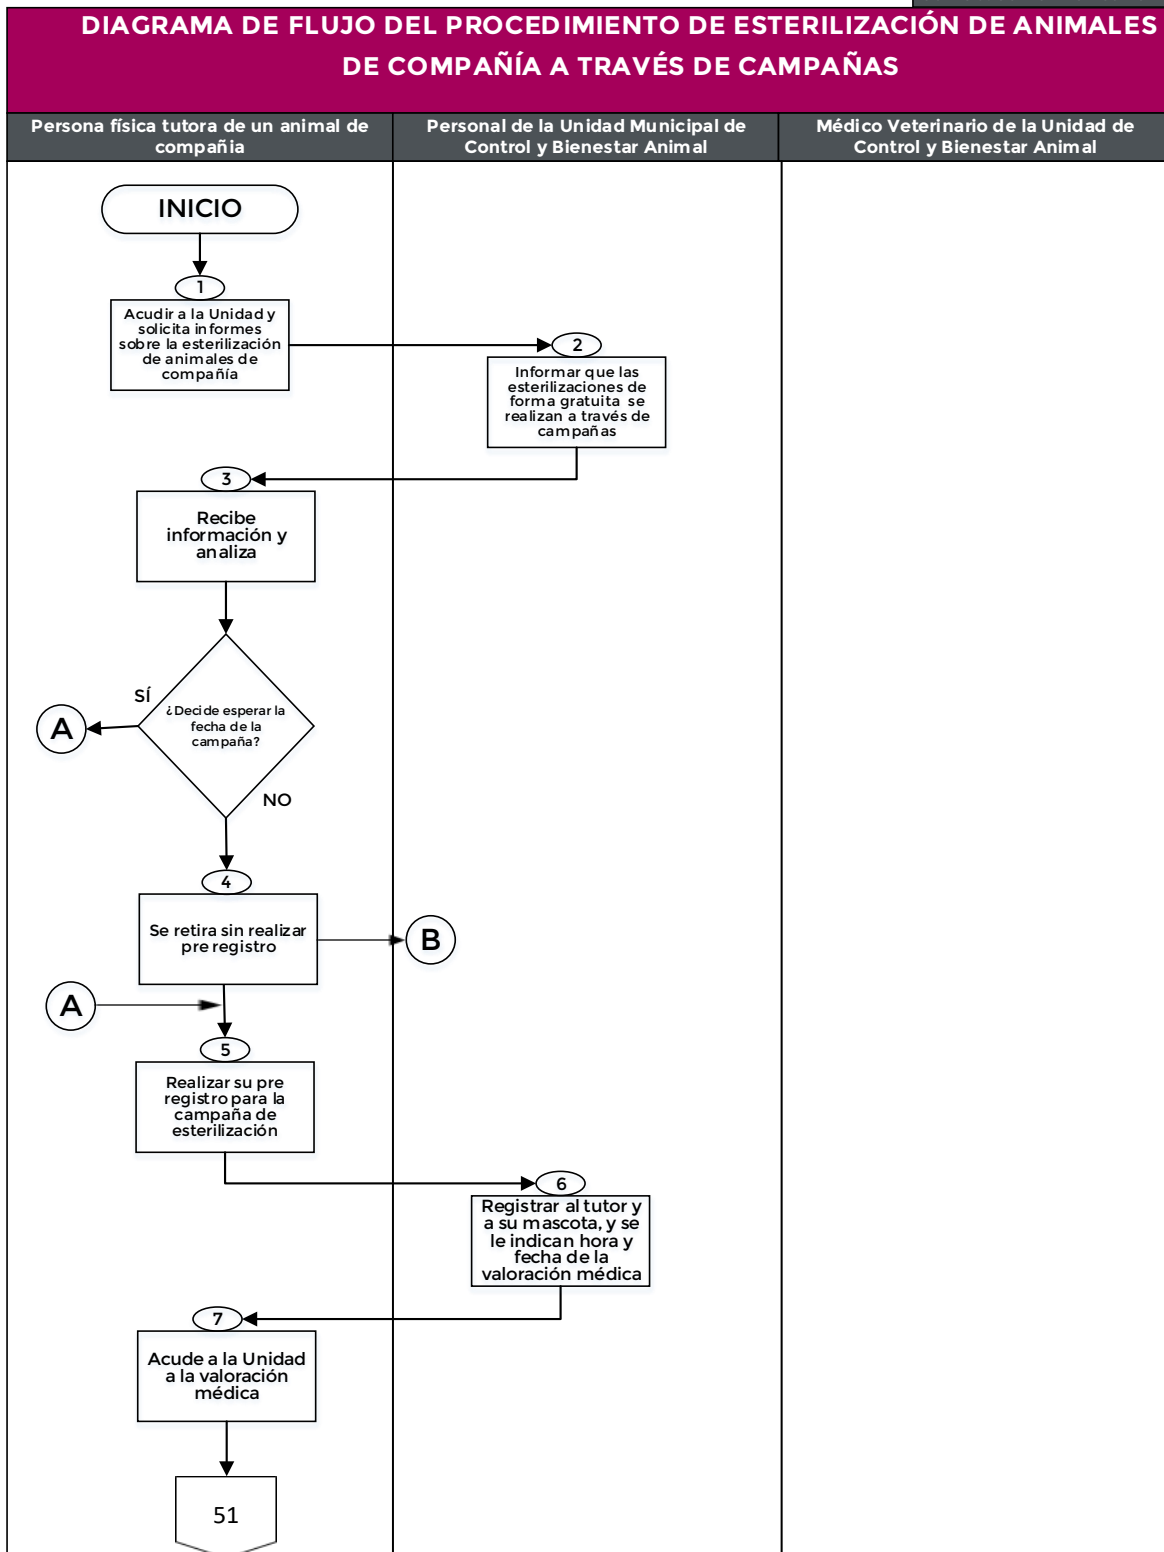 DIAGRAMA DE FLUJO DEL PROCEDIMIENTO DE ESTERILIZACIÓN DE ANIMALES
DE COMPAÑÍA A TRAVÉS DE CAMPAÑAS
Persona física tutora de un animal de
compañia
Personal de la Unidad Municipal de
Control y Bienestar Animal
Médico Veterinario de la Unidad de
Control y Bienestar Animal
INICIO
1
Acudir a la Unidad y
solicita informes
sobre la esterilización
de animales de
compañía
2
Informar que las
esterilizaciones de
forma gratuita se
realizan a través de
campañas
3
Recibe
información y
analiza
SÍ
¿Decide esperar la
fecha de la
campaña?
A
NO
4
Se retira sin realizar
pre registro
B
A
5
Realizar su pre
registro para la
campaña de
esterilización
6
Registrar al tutor y
a su mascota, y se
le indican hora y
fecha de la
valoración médica
7
Acude a la Unidad
a la valoración
médica
51